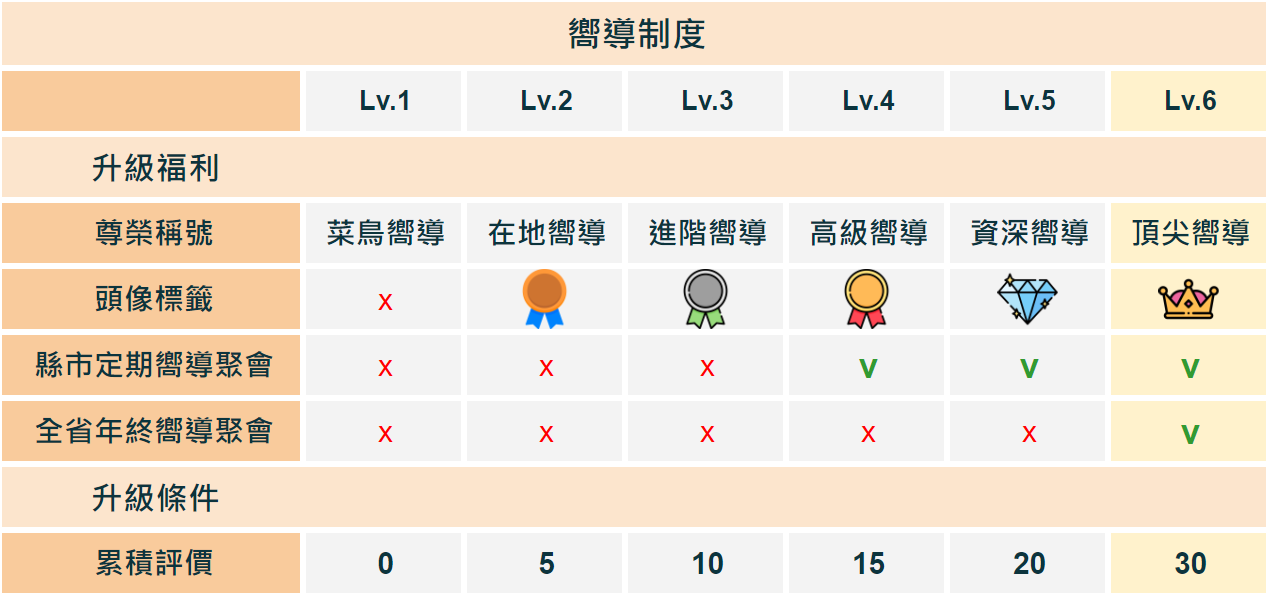 嚮導制度
Lv.1 Lv.2 Lv.3 Lv.4 Lv.5 Lv.6
升級福利
尊榮稱號 菜鳥嚮導 在地嚮導 進階嚮導 高級嚮導 資深嚮導 頂尖嚮導
頭像標籤 x
縣市定期嚮導聚會 x x x v v v
全省年終嚮導聚會 x x x x x v
升級條件
累積評價 0 5 10 15 20 30